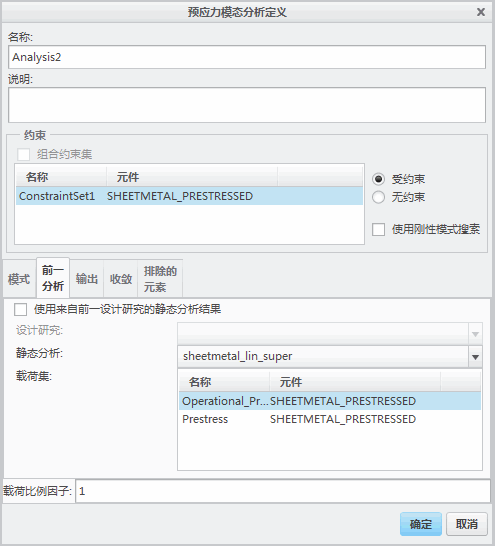 预应力模态分析定义
名称:
Analysis2
说明:
约束
组合约束集
名称 元件
ConstraintSet1 SHEETMETAL_PRESTRESSED
受约束
无约束
使用刚性模式搜索
模式 前一分析 输出 收敛 排除的元素
使用来自前一设计研究的静态分析结果
设计研究:
静态分析: sheetmetal_lin_super
载荷集:
名称 元件
Operational_Pr... SHEETMETAL_PRESTRESSED
Prestress SHEETMETAL_PRESTRESSED
载荷比例因子: 1
确定 取消